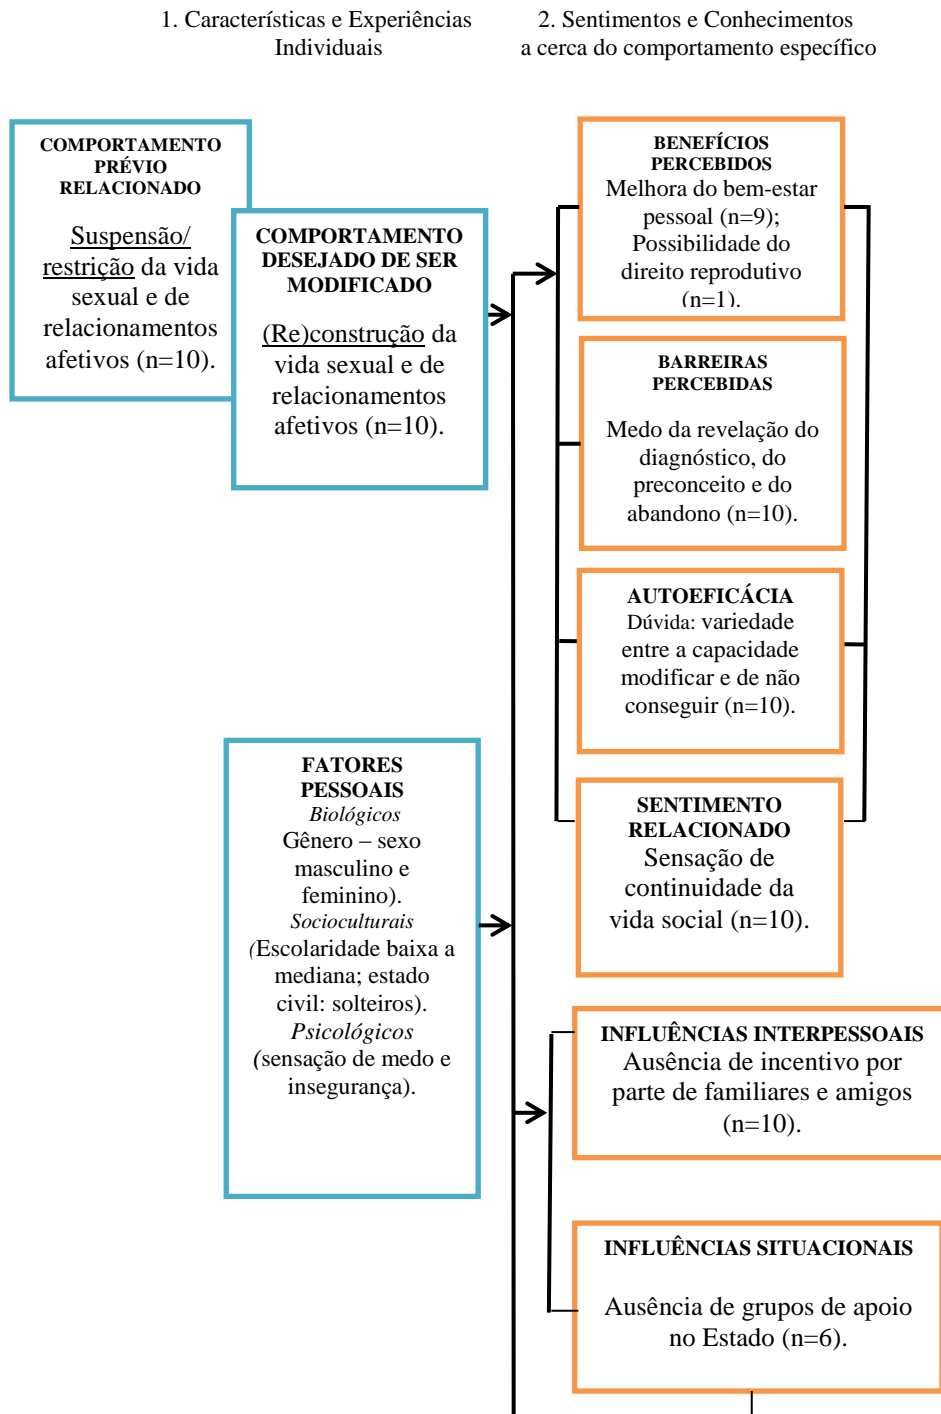 1. Características e Experiências
Individuais
2. Sentimentos e Conhecimentos
a cerca do comportamento específico
COMPORTAMENTO
PRÉVIO
RELACIONADO
Suspensão/
restrição da vida
sexual e de
relacionamentos
afetivos (n=10).
COMPORTAMENTO
DESEJADO DE SER
MODIFICADO
(Re)construção da
vida sexual e de
relacionamentos
afetivos (n=10).
FATORES
PESSOAIS
Biológicos
Gênero – sexo
masculino e
feminino).
Socioculturais
(Escolaridade baixa a
mediana; estado
civil: solteiros).
Psicológicos
(sensação de medo e
insegurança).
BENEFÍCIOS
PERCEBIDOS
Melhora do bem-estar
pessoal (n=9);
Possibilidade do
direito reprodutivo
(n=1).
BARREIRAS
PERCEBIDAS
Medo da revelação do
diagnóstico, do
preconceito e do
abandono (n=10).
AUTOEFICÁCIA
Dúvida: variedade
entre a capacidade
modificar e de não
conseguir (n=10).
SENTIMENTO
RELACIONADO
Sensação de
continuidade da
vida social (n=10).
INFLUÊNCIAS INTERPESSOAIS
Ausência de incentivo por
parte de familiares e amigos
(n=10).
INFLUÊNCIAS SITUACIONAIS
Ausência de grupos de apoio
no Estado (n=6).